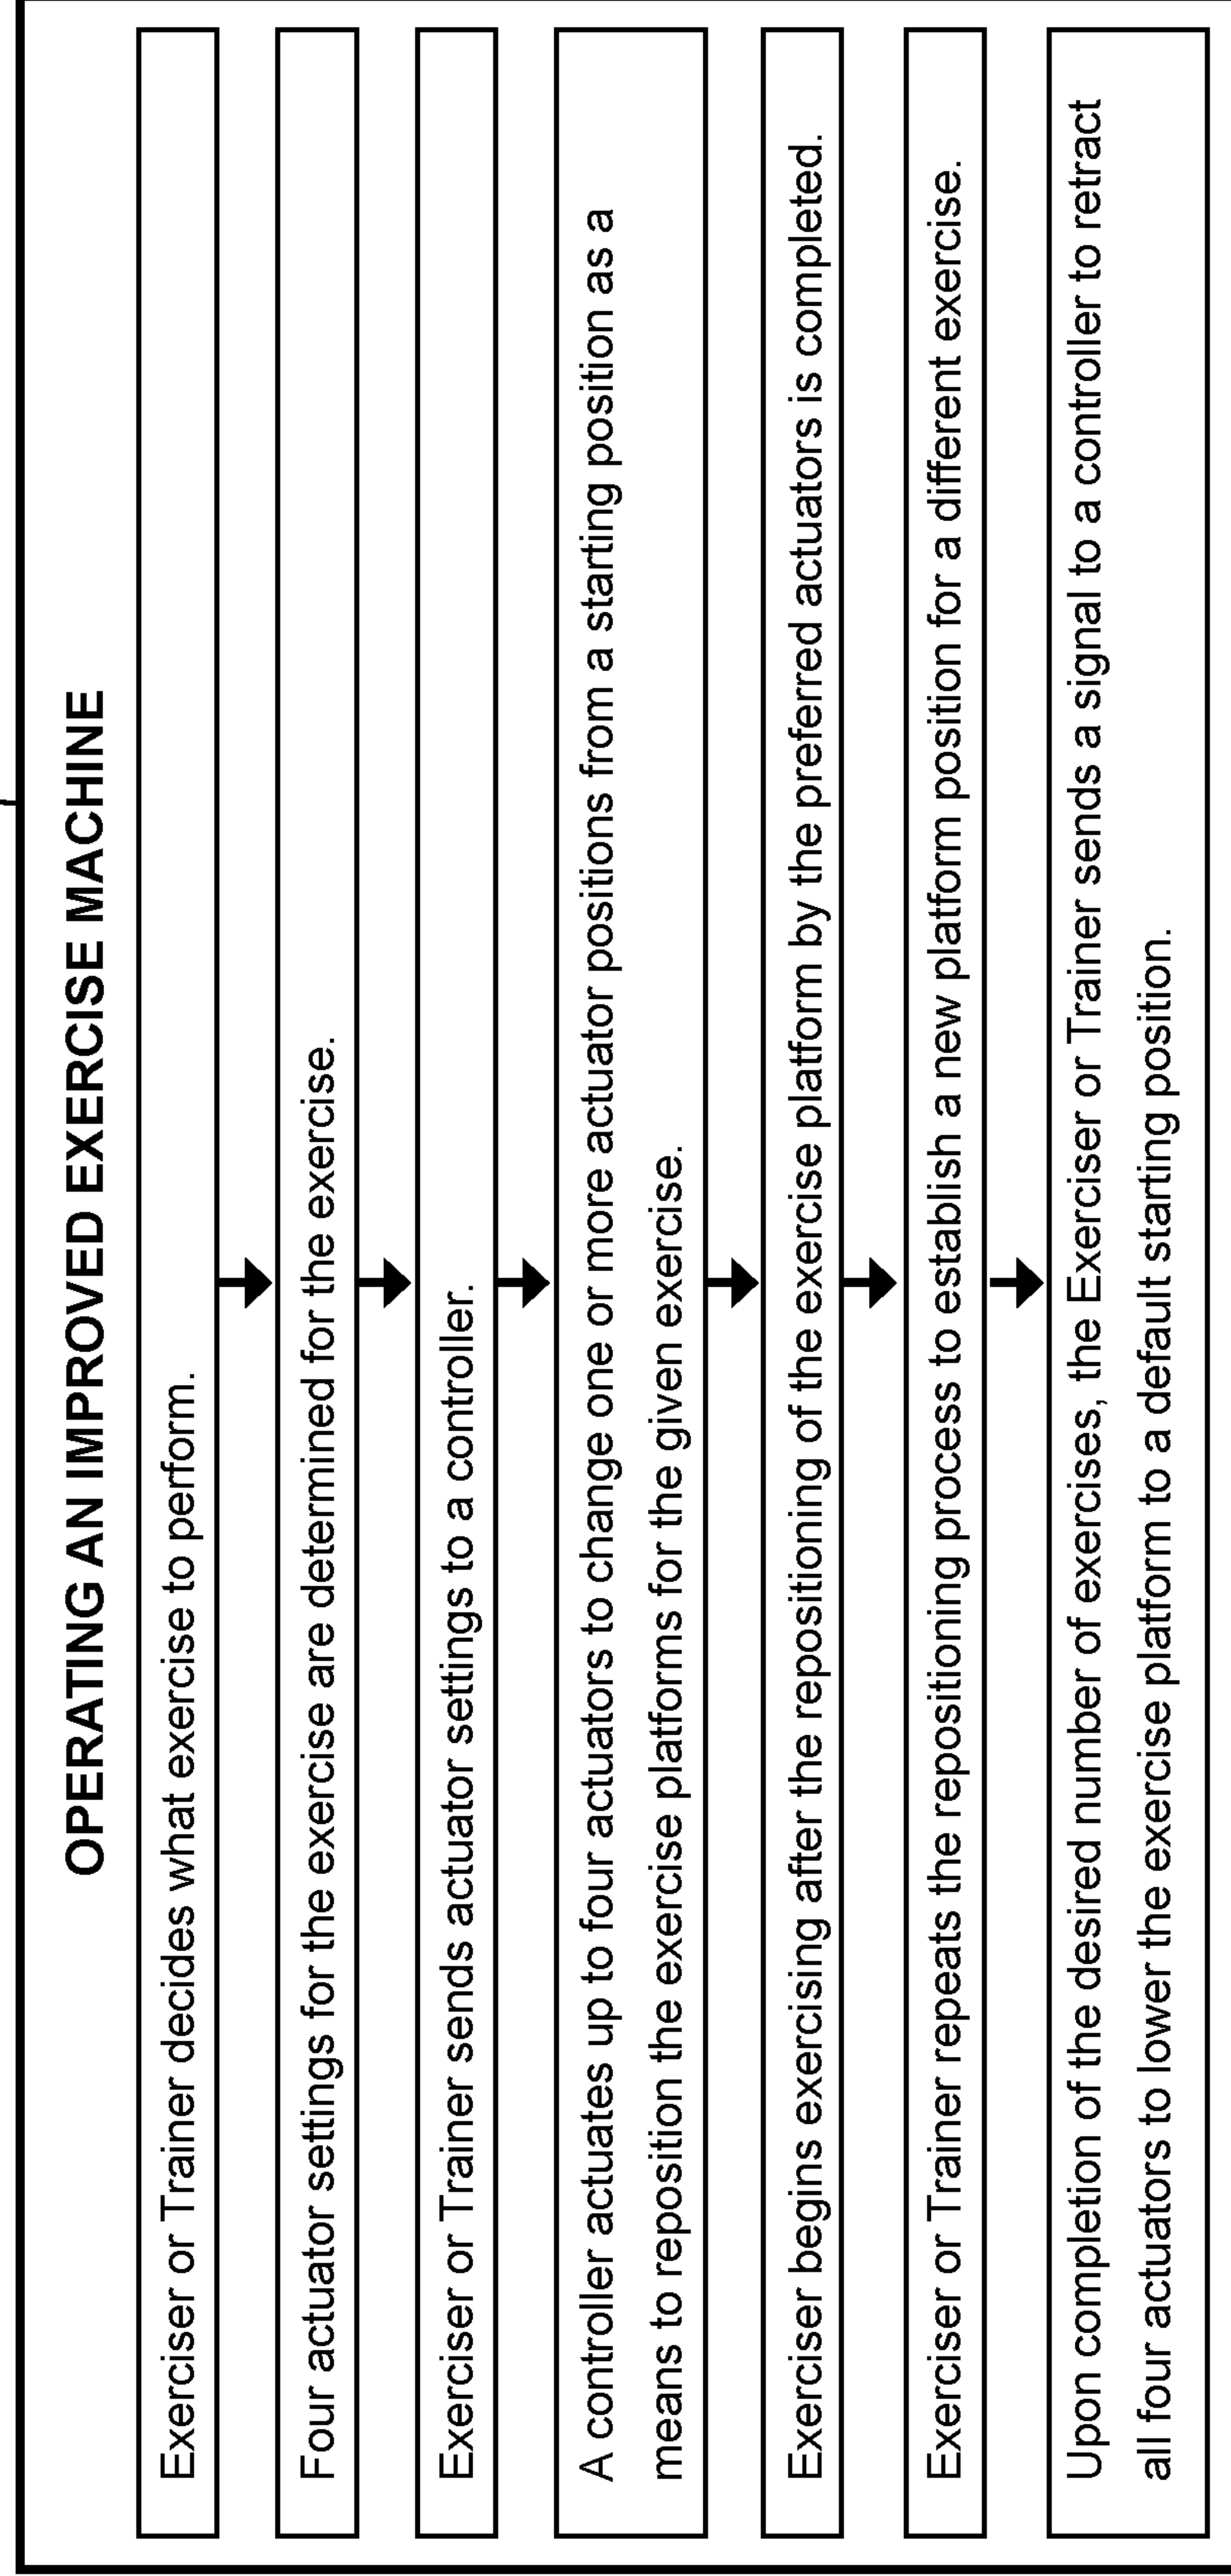 OPERATING AN IMPROVED EXERCISE MACHINE
Exerciser or Trainer decides what exercise to perform.
Four actuator settings for the exercise are determined for the exercise.
Exerciser or Trainer sends actuator settings to a controller.
A controller actuates up to four actuators to change one or more actuator positions from a starting position as a
means to reposition the exercise platforms for the given exercise.
Exerciser begins exercising after the repositioning of the exercise platform by the preferred actuators is completed.
Exerciser or Trainer repeats the repositioning process to establish a new platform position for a different exercise.
Upon completion of the desired number of exercises, the Exerciser or Trainer sends a signal to a controller to retract
all four actuators to lower the exercise platform to a default starting position.